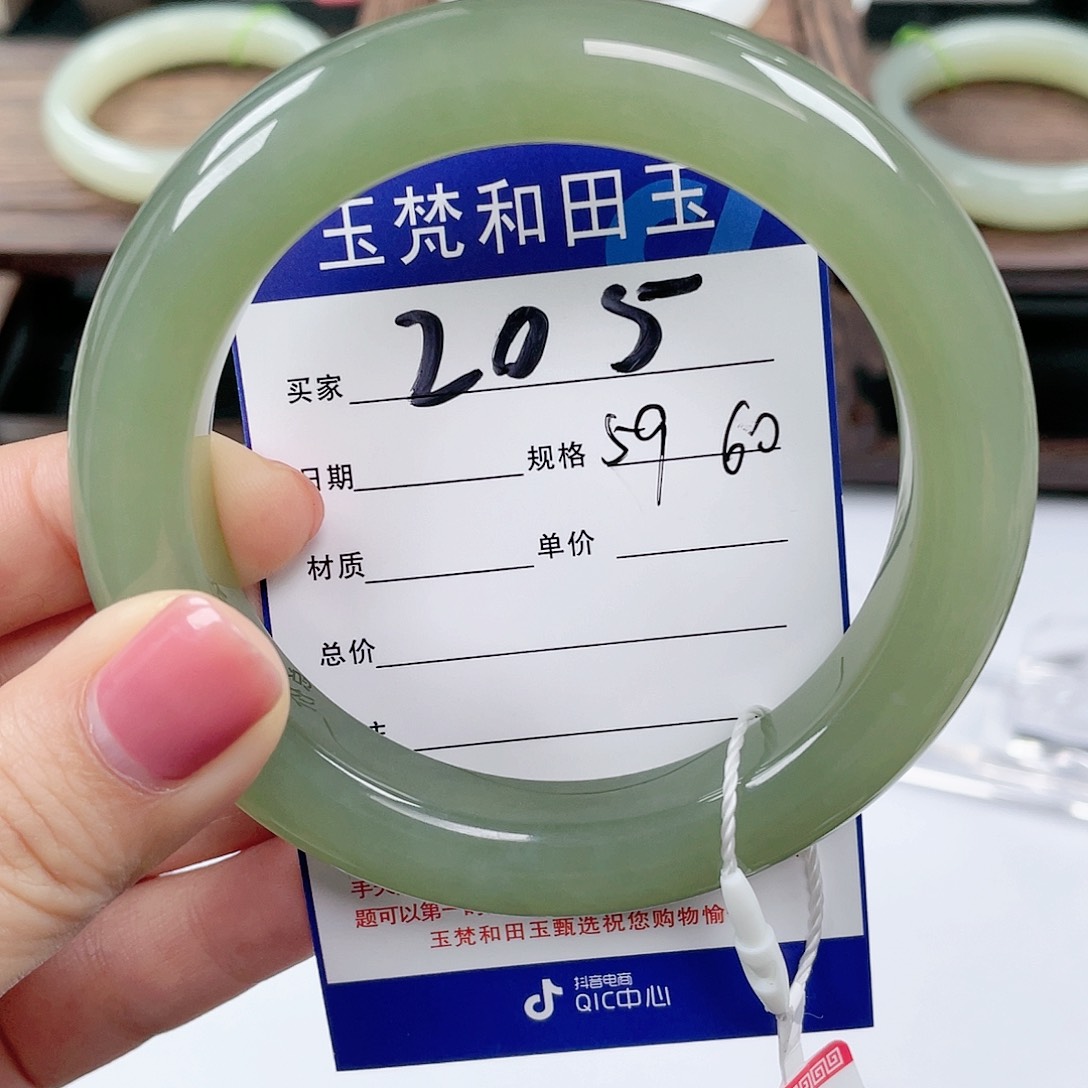 玉梵和田玉
买家 205
日期 规格 59 60
材质 单价
总价
题可以第一
玉梵和田玉甄选祝您购物愉
抖音电商
QIC中心